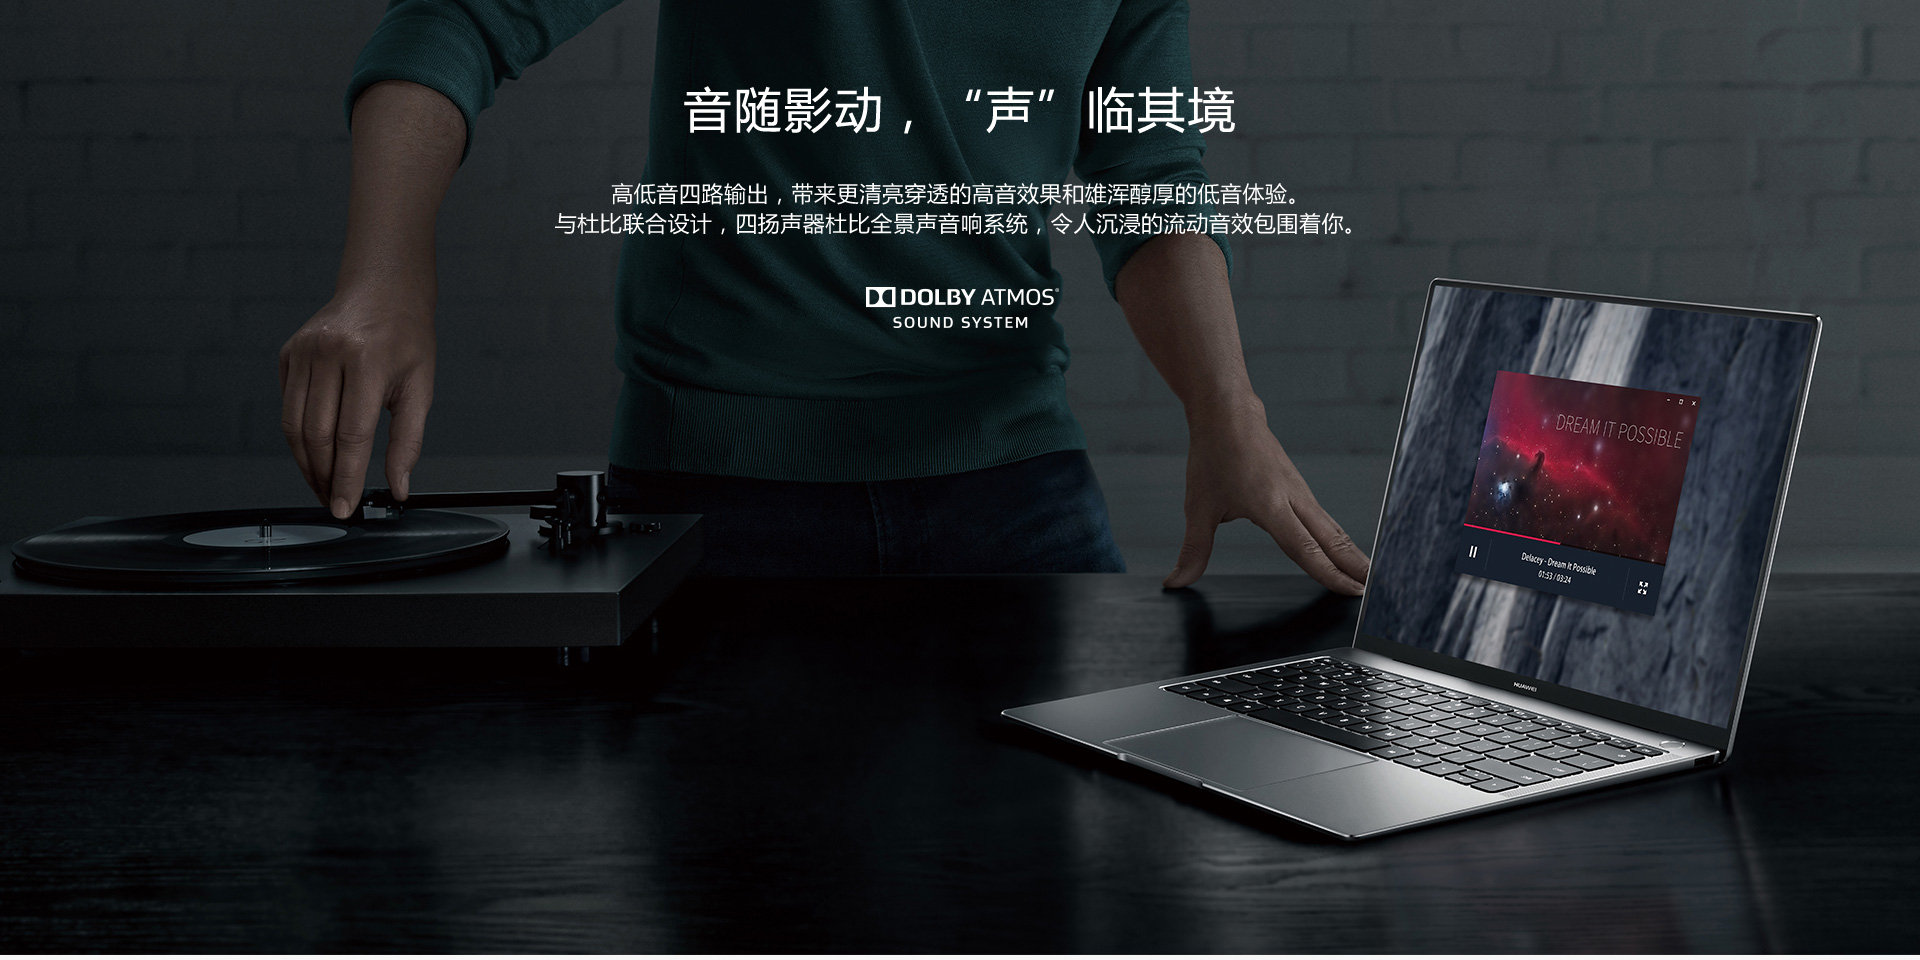 音随影动，“声”临其境
高低音四路输出，带来更清亮穿透的高音效果和雄浑醇厚的低音体验。
与杜比联合设计，四扬声器杜比全景声音响系统，令人沉浸的流动音效包围着你。
DOLBY ATMOS®
SOUND SYSTEM
DREAM IT POSSIBLE
Delacey - Dream It Possible
01:53 / 03:24
HUAWEI